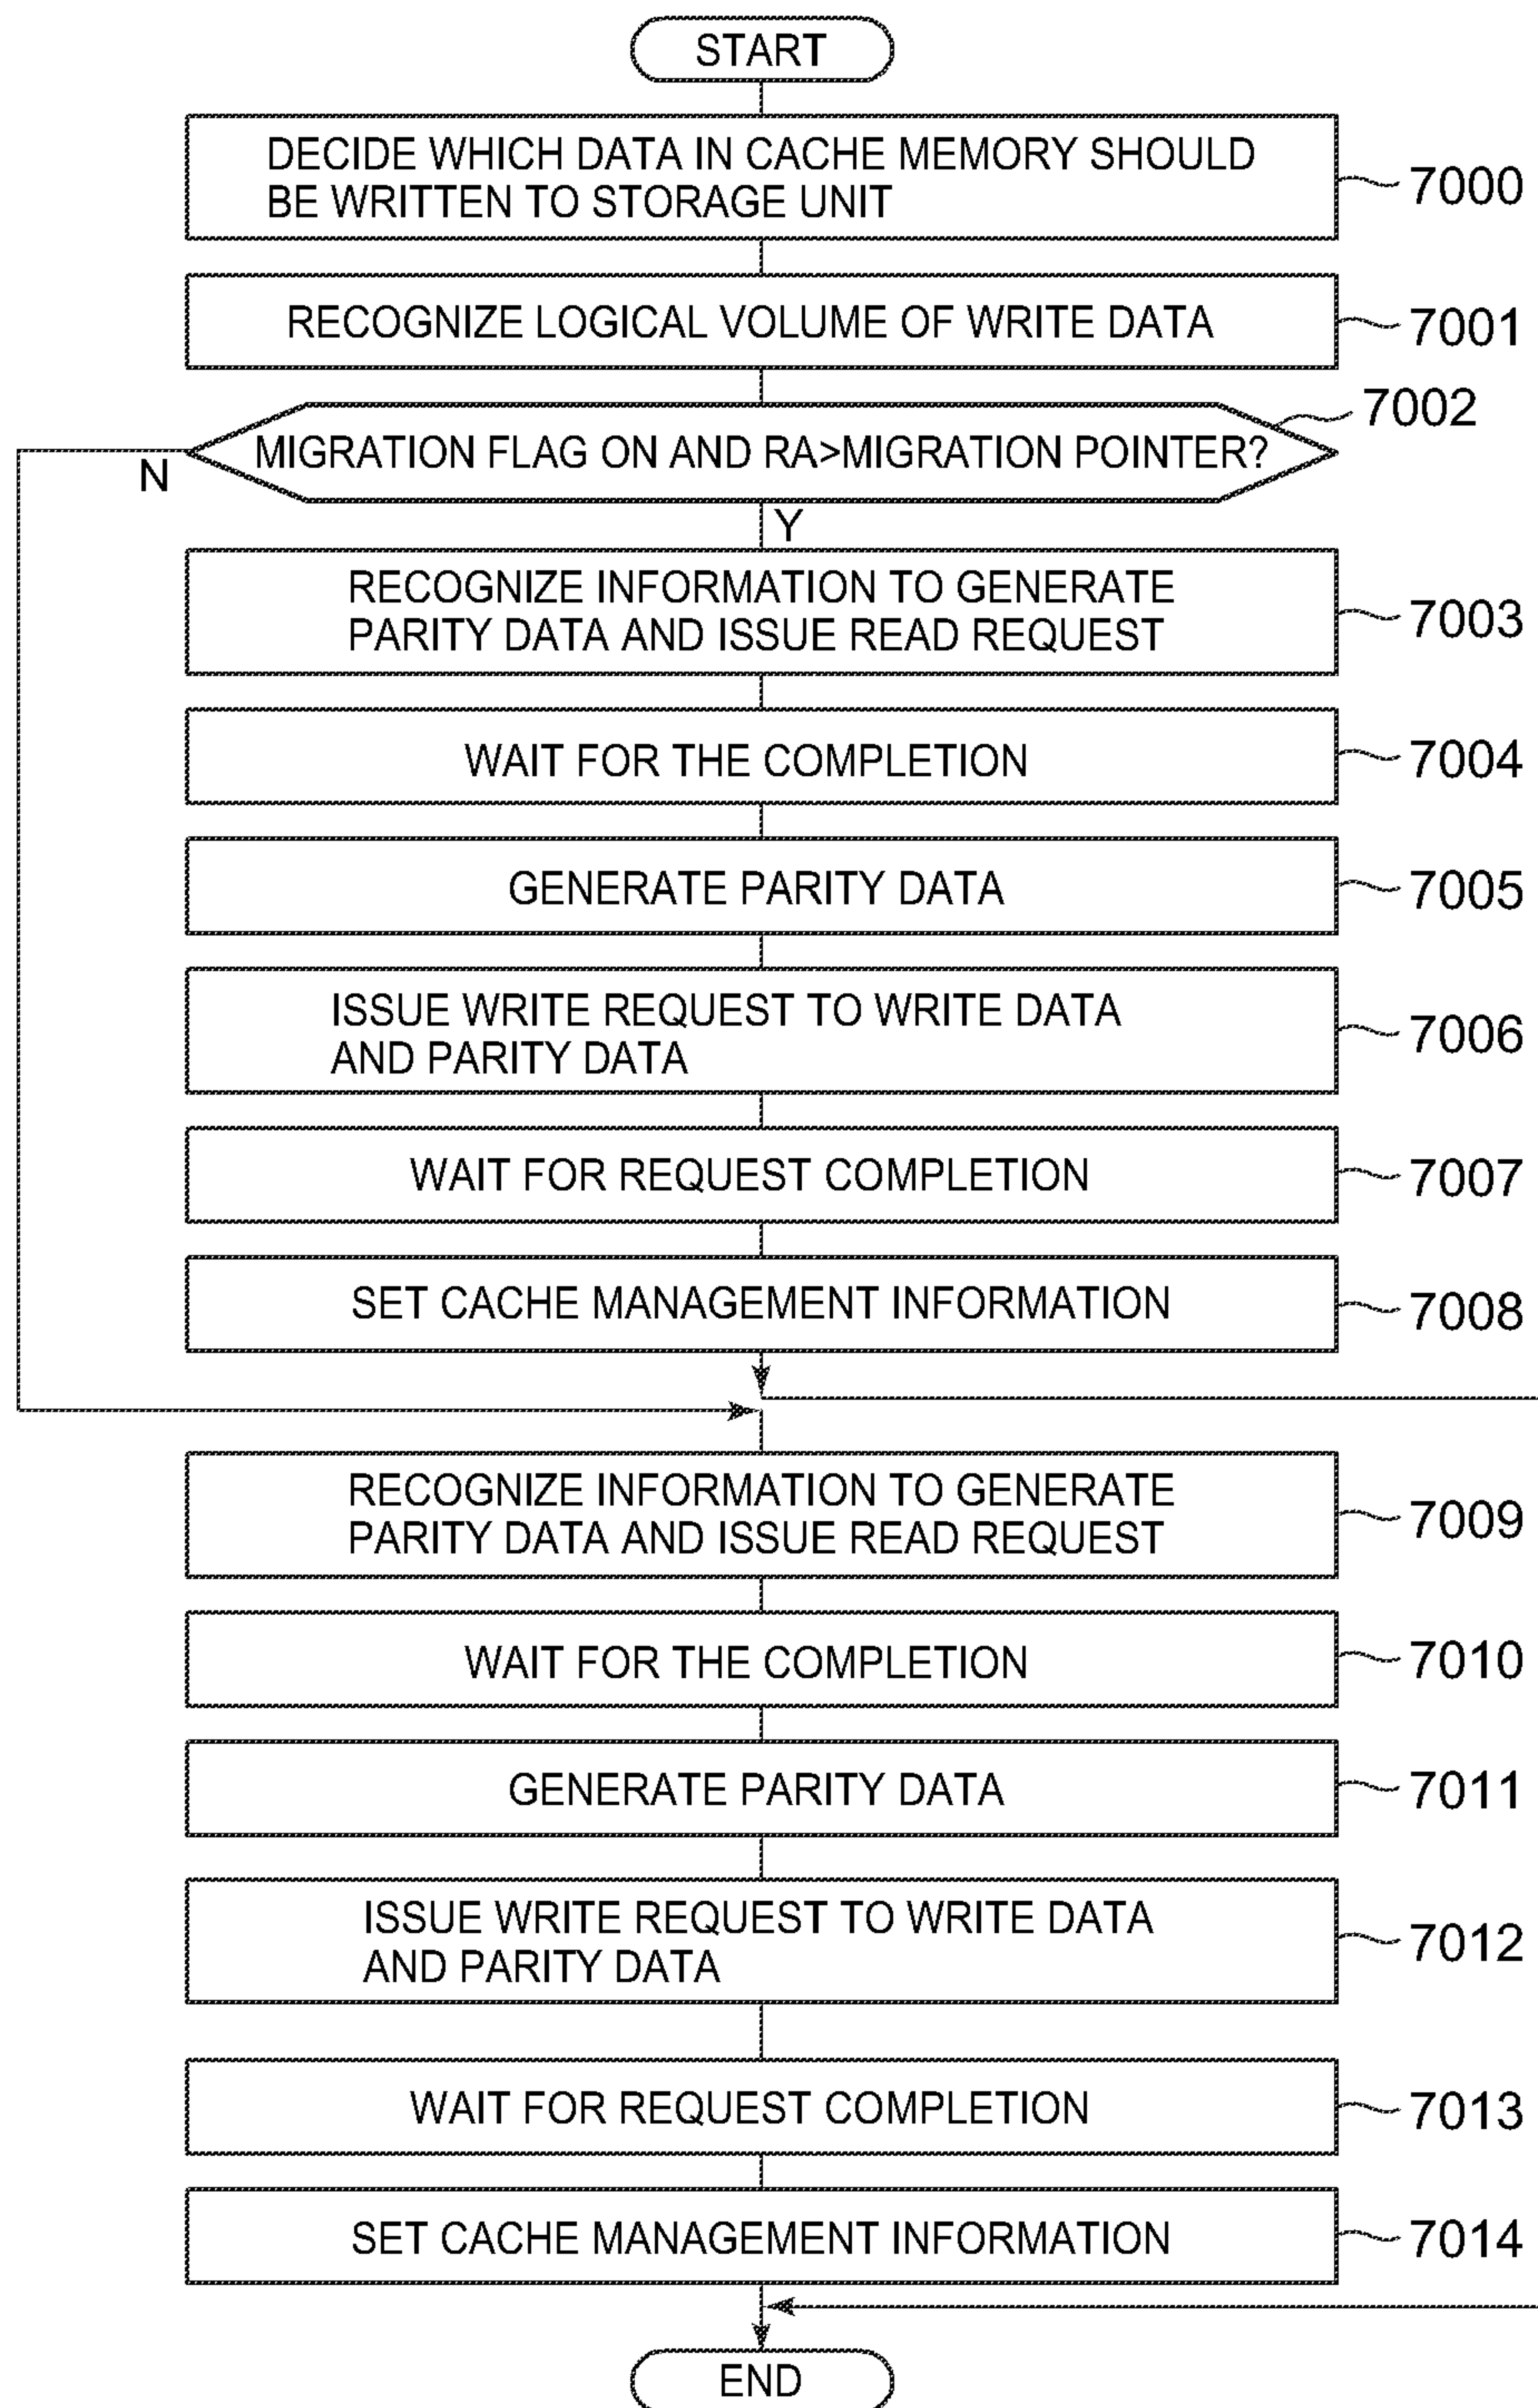 START
DECIDE WHICH DATA IN CACHE MEMORY SHOULD
BE WRITTEN TO STORAGE UNIT
7000
RECOGNIZE LOGICAL VOLUME OF WRITE DATA
7001
7002
MIGRATION FLAG ON AND RA>MIGRATION POINTER?
N
Y
RECOGNIZE INFORMATION TO GENERATE
PARITY DATA AND ISSUE READ REQUEST
7003
WAIT FOR THE COMPLETION
7004
GENERATE PARITY DATA
7005
ISSUE WRITE REQUEST TO WRITE DATA
AND PARITY DATA
7006
WAIT FOR REQUEST COMPLETION
7007
SET CACHE MANAGEMENT INFORMATION
7008
RECOGNIZE INFORMATION TO GENERATE
PARITY DATA AND ISSUE READ REQUEST
7009
WAIT FOR THE COMPLETION
7010
GENERATE PARITY DATA
7011
ISSUE WRITE REQUEST TO WRITE DATA
AND PARITY DATA
7012
WAIT FOR REQUEST COMPLETION
7013
SET CACHE MANAGEMENT INFORMATION
7014
END